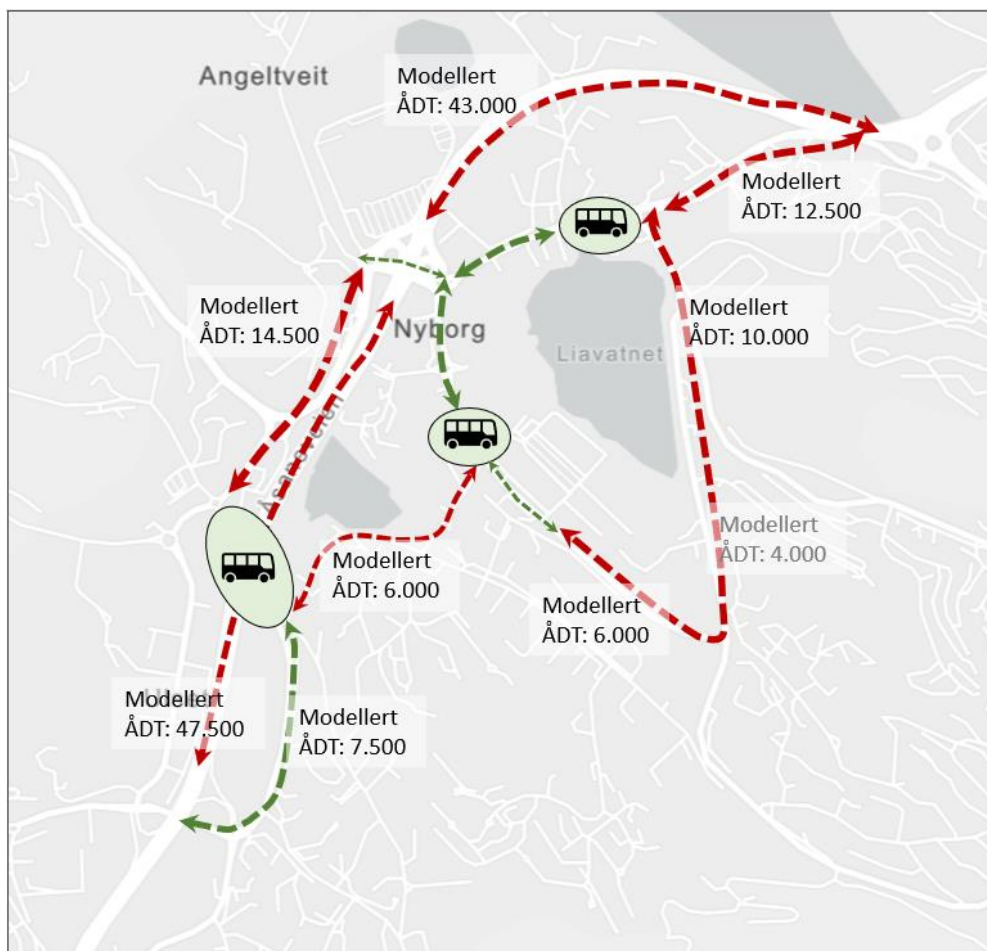 Angeltveit
Modellert
ÅDT: 43.000
Modellert
ÅDT: 12.500
Modellert
ÅDT: 14.500
Nyborg
Modellert
ÅDT: 10.000
Liavatnet
Åsaneveien
Modellert
ÅDT: 4.000
Modellert
ÅDT: 6.000
Modellert
ÅDT: 6.000
Modellert
ÅDT: 47.500
Modellert
ÅDT: 7.500